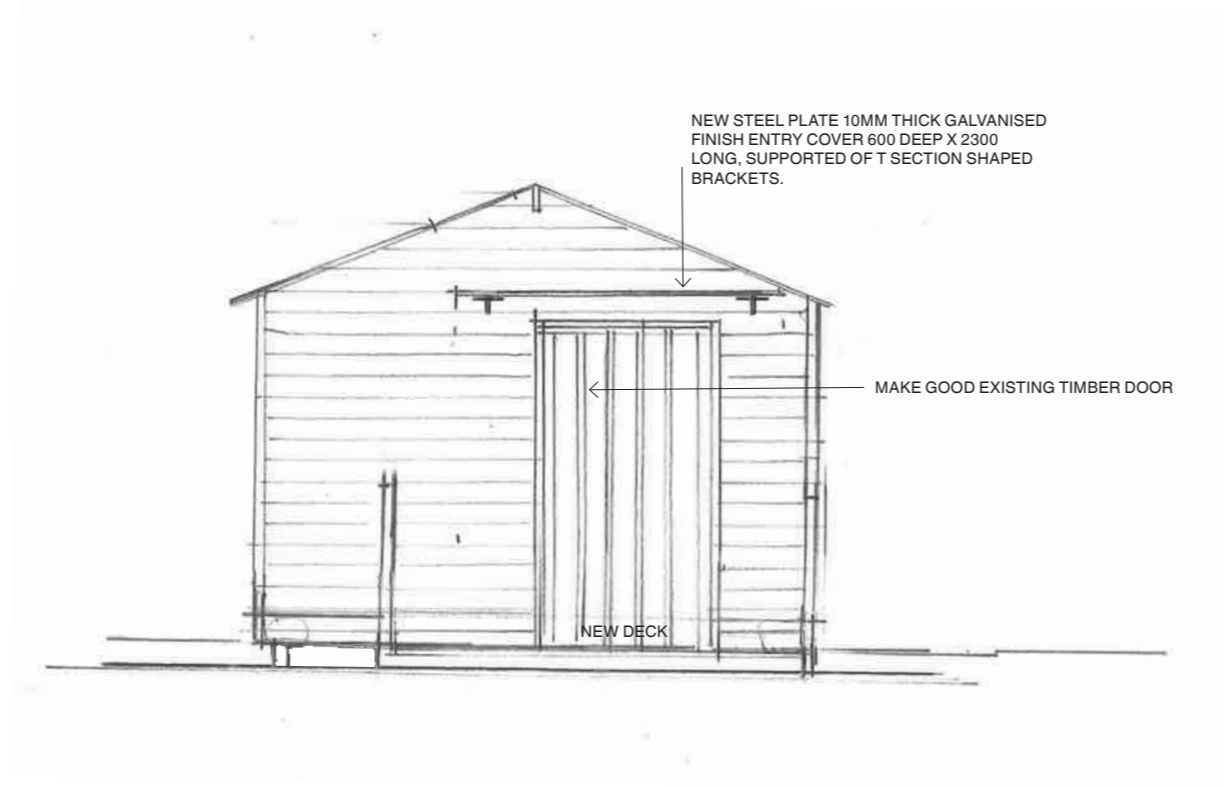 NEW STEEL PLATE 10MM THICK GALVANISED
FINISH ENTRY COVER 600 DEEP X 2300
LONG, SUPPORTED OF T SECTION SHAPED
BRACKETS.
MAKE GOOD EXISTING TIMBER DOOR
NEW DECK